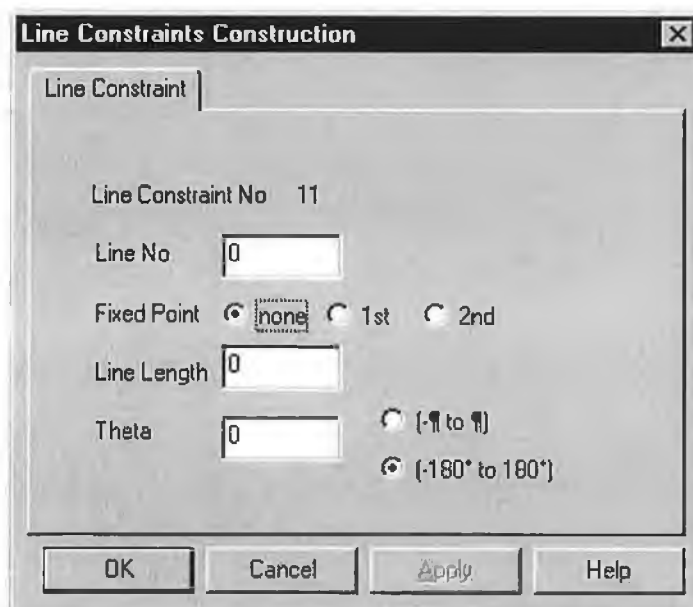 Line Constraints Construction
Line Constraint
Line Constraint No 11
Line No 0
Fixed Point none 1st 2nd
Line Length 0
Theta 0
(-¶ to ¶)
(-180° to 180°)
OK Cancel Apply Help